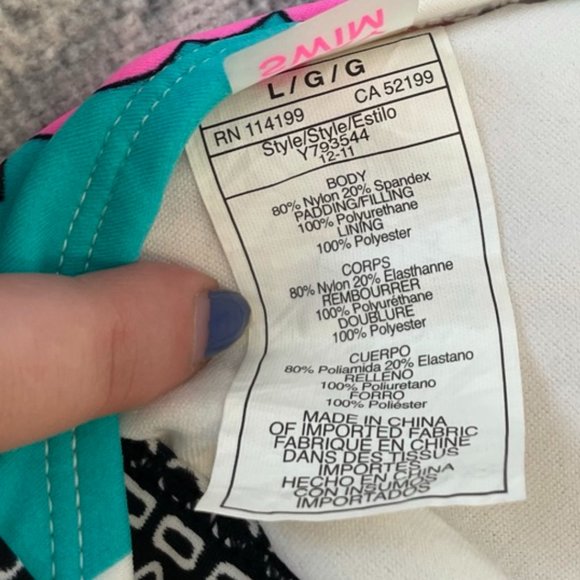 SWIM
L/G/G
RN 114199 CA 52199
Style/Style/Estilo
Y793544
12-11
BODY
80% Nylon 20% Spandex
PADDING/FILLING
100% Polyurethane
LINING
100% Polyester
CORPS
80% Nylon 20% Elasthanne
REMBOURRER
100% Polyuréthane
DOUBLURE
100% Polyester
CUERPO
80% Poliamida 20% Elastano
RELLENO
100% Poliuretano
FORRO
100% Poliéster
MADE IN CHINA
OF IMPORTED FABRIC
FABRIQUE EN CHINE
DANS DES TISSUS
IMPORTES
HECHO EN CHINA
CON INSUMOS
IMPORTADOS